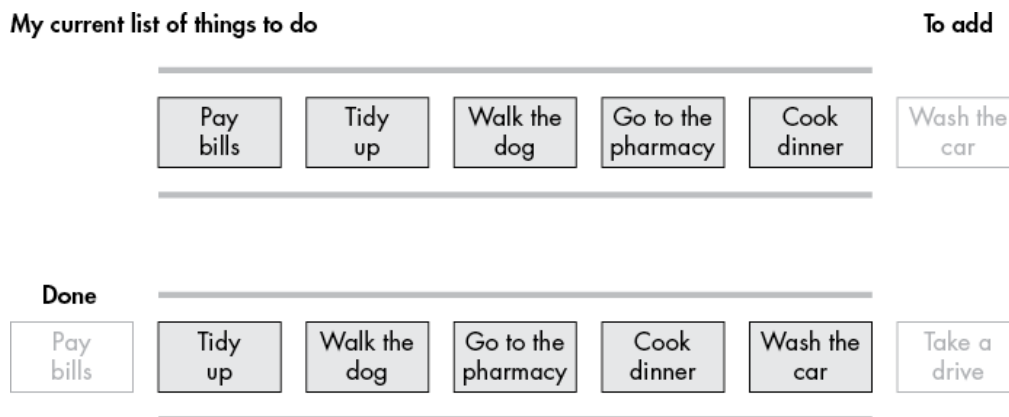 My current list of things to do
To add
Pay
bills
Tidy
up
Walk the
dog
Go to the
pharmacy
Cook
dinner
Wash the
car
Done
Pay
bills
Tidy
up
Walk the
dog
Go to the
pharmacy
Cook
dinner
Wash the
car
Take a
drive